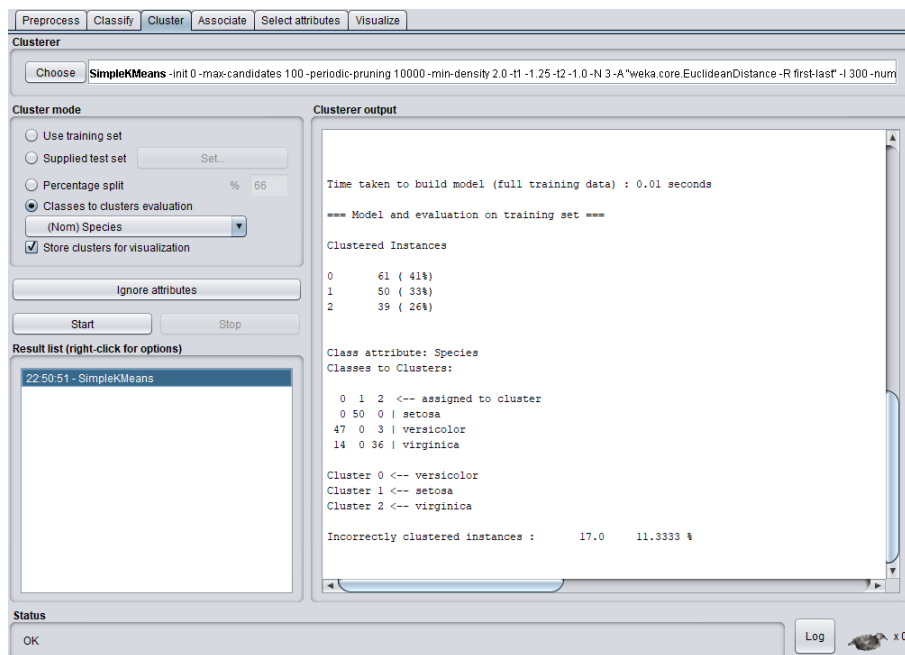 Preprocess Classify Cluster Associate Select attributes Visualize
Clusterer
Choose SimpleKMeans -init 0 -max-candidates 100 -periodic-pruning 10000 -min-density 2.0 -t1 -1.25 -t2 -1.0 -N 3 -A "weka.core.EuclideanDistance -R first-last" -I 300 -num
Cluster mode
Use training set
Supplied test set Set...
Percentage split % 66
Classes to clusters evaluation
(Nom) Species
Store clusters for visualization
Ignore attributes
Start Stop
Result list (right-click for options)
22:50:51 - SimpleKMeans
Clusterer output
Time taken to build model (full training data) : 0.01 seconds
=== Model and evaluation on training set ===
Clustered Instances
0 61 ( 41%)
1 50 ( 33%)
2 39 ( 26%)
Class attribute: Species
Classes to Clusters:
0 1 2 <-- assigned to cluster
0 50 0 | setosa
47 0 3 | versicolor
14 0 36 | virginica
Cluster 0 <-- versicolor
Cluster 1 <-- setosa
Cluster 2 <-- virginica
Incorrectly clustered instances : 17.0 11.3333 %
Status
OK
Log x 0